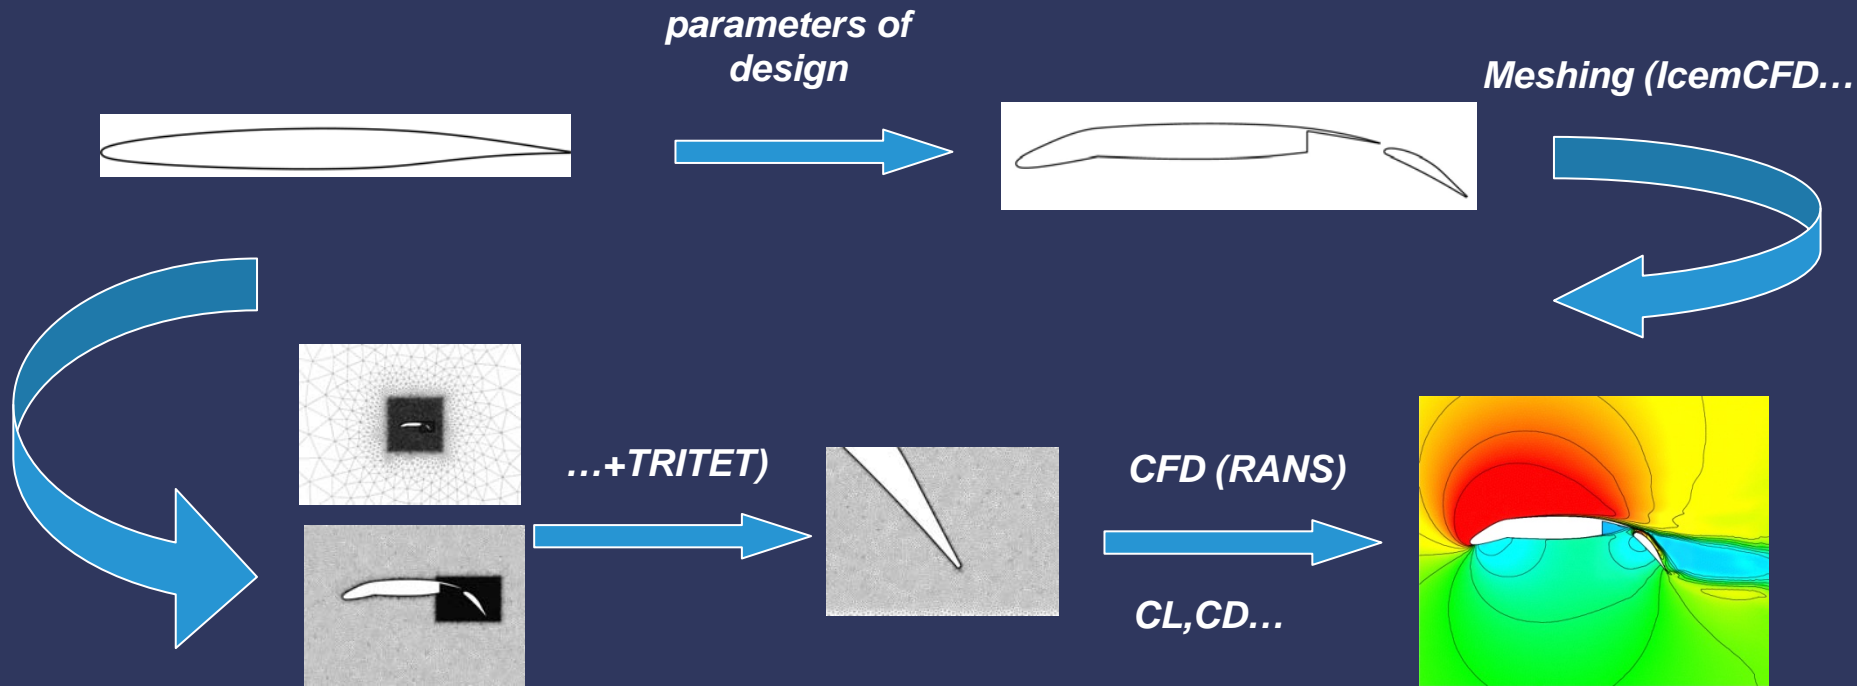 parameters of
design
Meshing (IcemCFD…
…+TRITET)
CFD (RANS)
CL,CD…